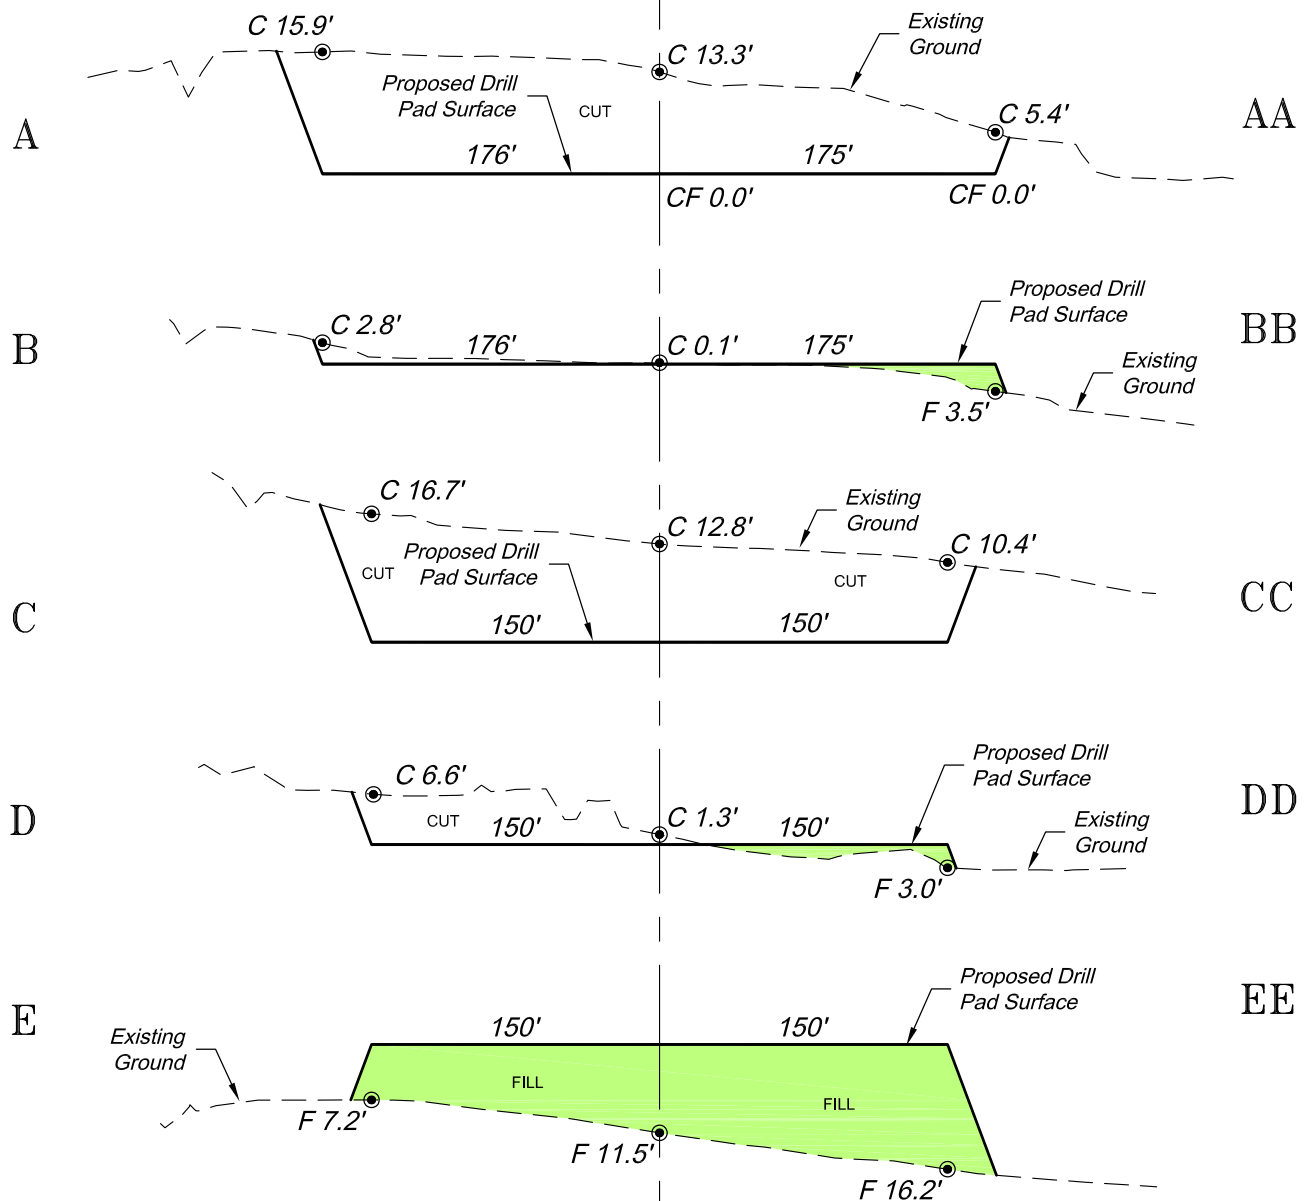 C 15.9'
Existing
Ground
C 13.3'
Proposed Drill
Pad Surface
CUT
C 5.4'
A
AA
176'
175'
CF 0.0'
CF 0.0'
Proposed Drill
Pad Surface
C 2.8'
B
BB
176'
C 0.1'
175'
Existing
Ground
F 3.5'
C 16.7'
Existing
Ground
C 12.8'
C 10.4'
Proposed Drill
Pad Surface
CUT
CUT
C
CC
150'
150'
Proposed Drill
Pad Surface
C 6.6'
D
DD
CUT
150'
C 1.3'
150'
Existing
Ground
F 3.0'
Proposed Drill
Pad Surface
E
EE
150'
150'
Existing
Ground
FILL
FILL
F 7.2'
F 11.5'
F 16.2'